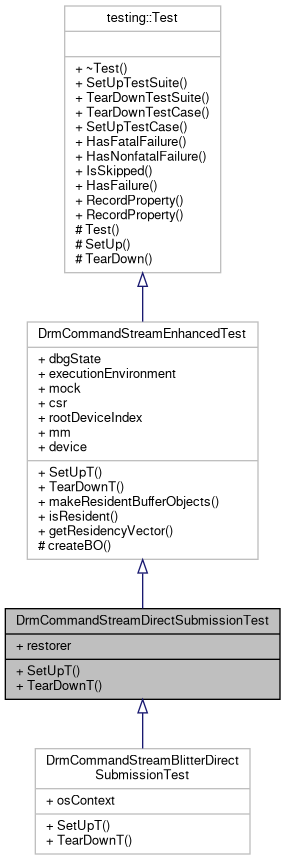 testing::Test
+ ~Test()
+ SetUpTestSuite()
+ TearDownTestSuite()
+ TearDownTestCase()
+ SetUpTestCase()
+ HasFatalFailure()
+ HasNonfatalFailure()
+ IsSkipped()
+ HasFailure()
+ RecordProperty()
+ RecordProperty()
# Test()
# SetUp()
# TearDown()
DrmCommandStreamEnhancedTest
+ dbgState
+ executionEnvironment
+ mock
+ csr
+ rootDeviceIndex
+ mm
+ device
+ SetUpT()
+ TearDownT()
+ makeResidentBufferObjects()
+ isResident()
+ getResidencyVector()
# createBO()
DrmCommandStreamDirectSubmissionTest
+ restorer
+ SetUpT()
+ TearDownT()
DrmCommandStreamBlitterDirect
SubmissionTest
+ osContext
+ SetUpT()
+ TearDownT()